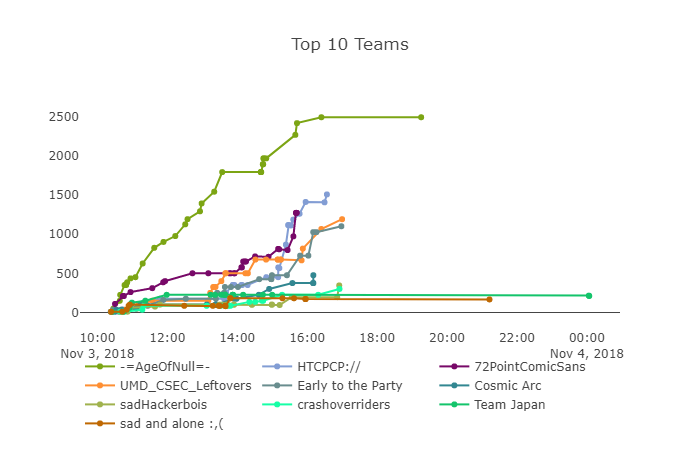 Top 10 Teams
2500
2000
1500
1000
500
0
10:00 12:00 14:00 16:00 18:00 20:00 22:00 00:00
Nov 3, 2018 Nov 4, 2018
-=AgeOfNull=- HTCPCP:// 72PointComicSans
UMD_CSEC_Leftovers Early to the Party Cosmic Arc
sadHackerbois crashoverriders Team Japan
sad and alone :,(